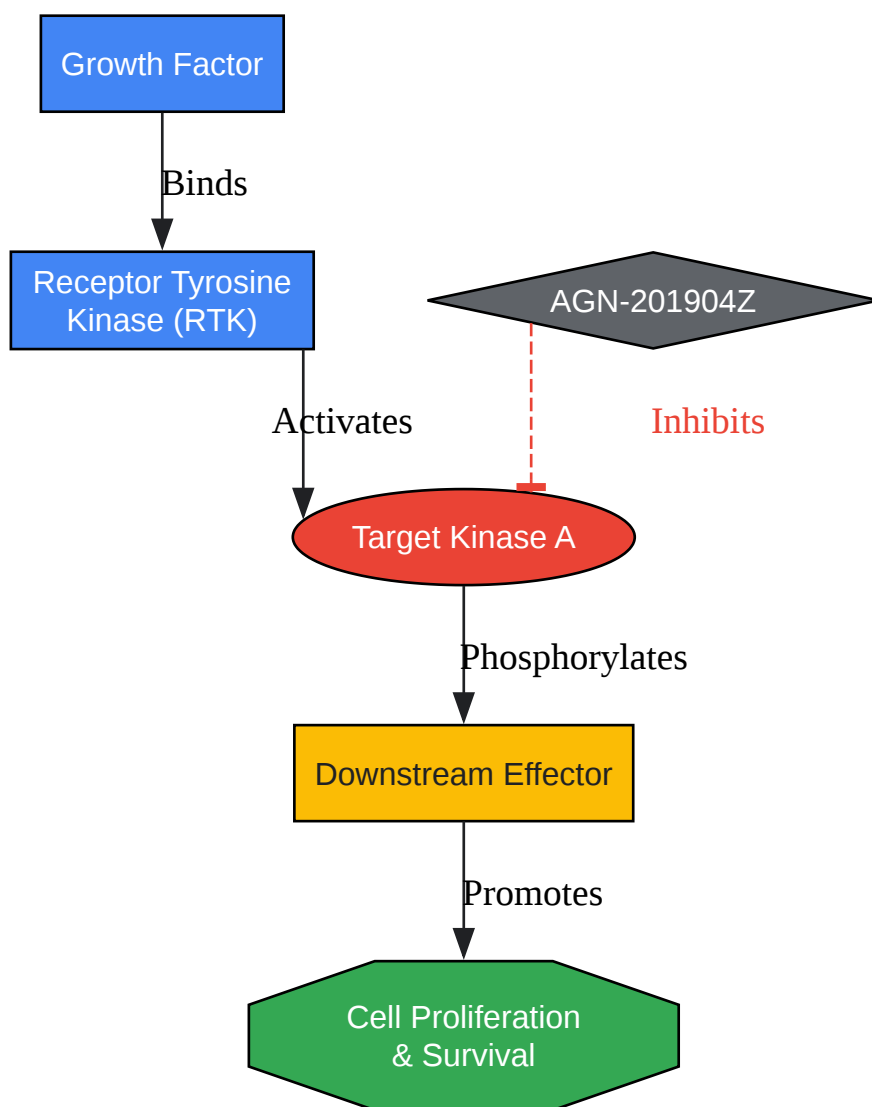 Growth Factor
Binds
Receptor Tyrosine
Kinase (RTK)
AGN-201904Z
Activates
Inhibits
Target Kinase A
Phosphorylates
Downstream Effector
Promotes
Cell Proliferation
& Survival